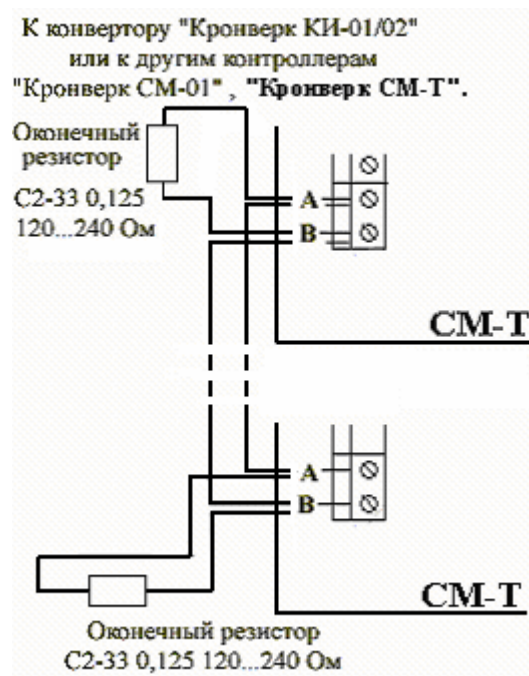 К конвертору "Кронверк КИ-01/02"
или к другим контроллерам
"Кронверк СМ-01" , "Кронверк СМ-Т".
Оконечный
резистор
С2-33 0,125
120...240 Ом
А
В
СМ-Т
А
В
СМ-Т
Оконечный резистор
С2-33 0,125 120...240 Ом